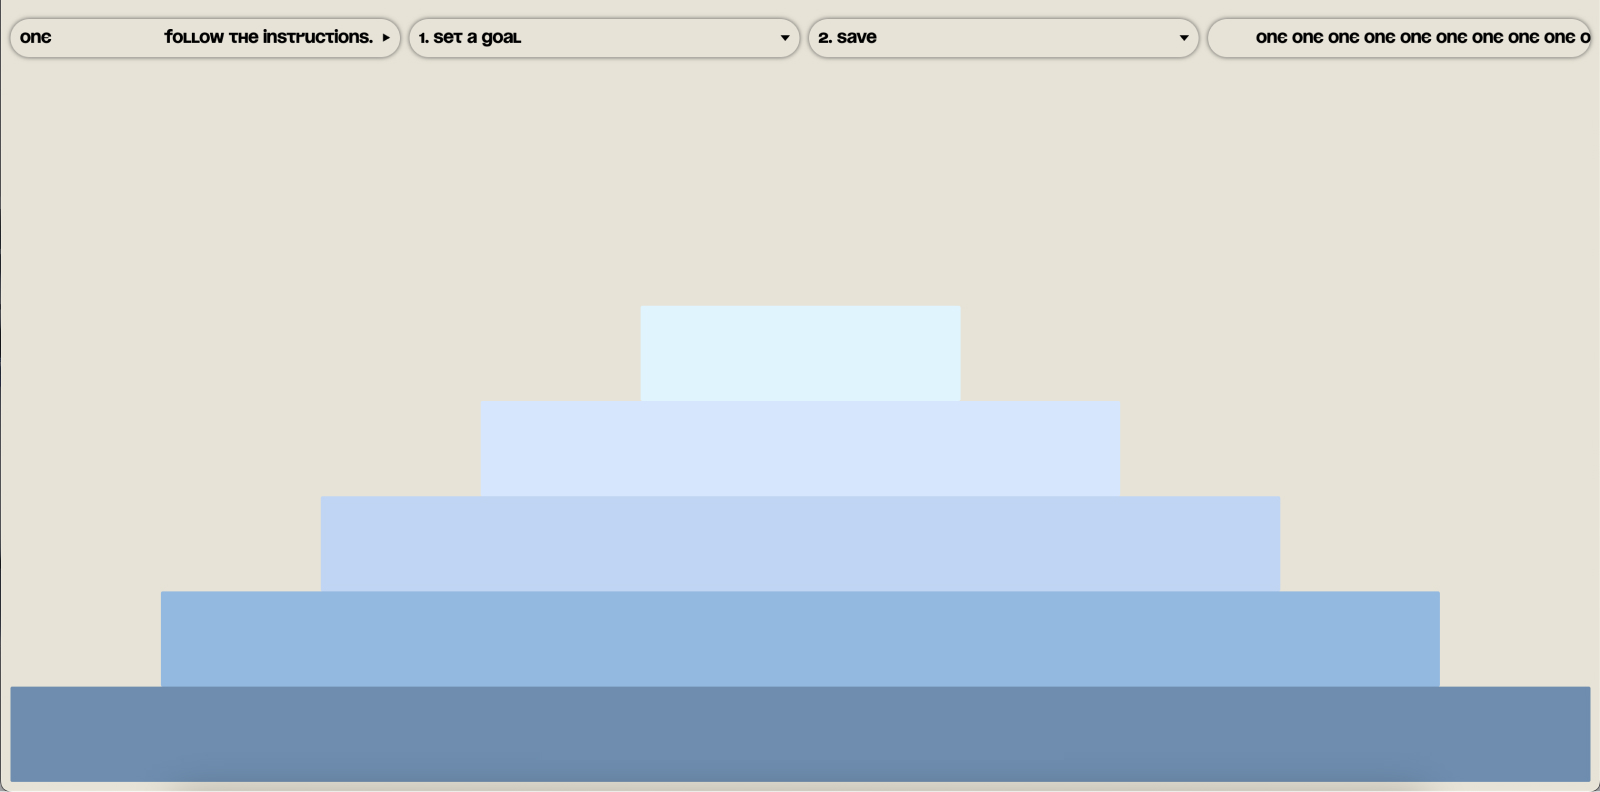 one follow the instructions.
1. set a goal
2. save
one one one one one one one one one o